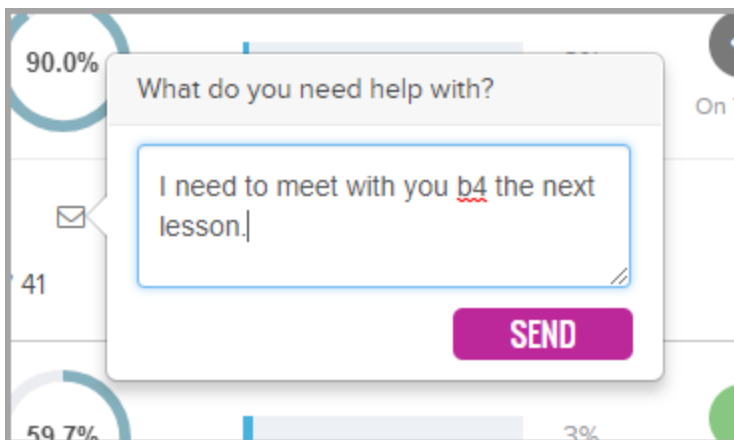 90.0%
What do you need help with?
On
I need to meet with you b4 the next
lesson.
41
SEND
59.7%
3%